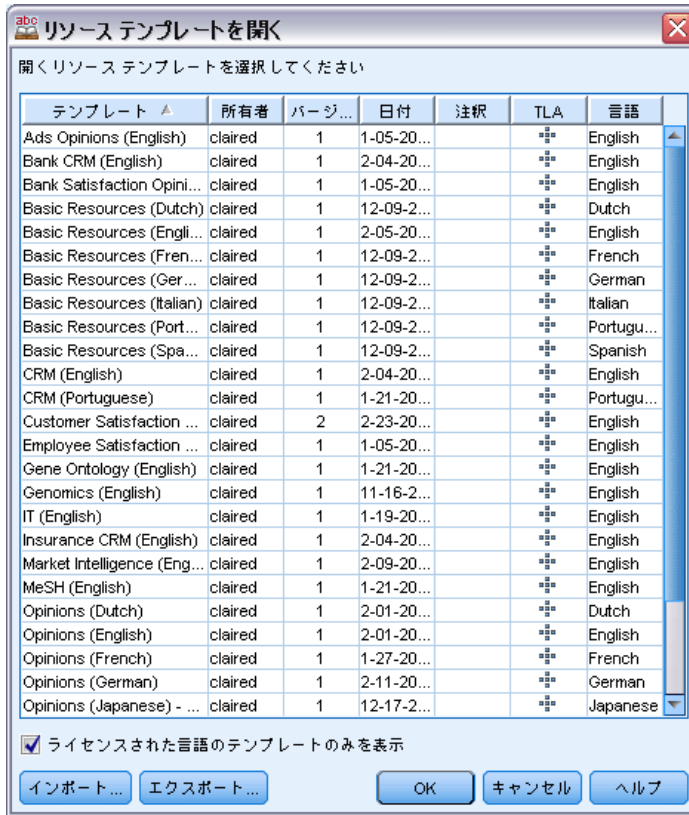 abc リソース テンプレートを開く
開くリソース テンプレートを選択してください
テンプレート 所有者 バージ... 日付 注釈 TLA 言語
Ads Opinions (English) claired 1 1-05-20... English
Bank CRM (English) claired 1 2-04-20... English
Bank Satisfaction Opini... claired 1 1-05-20... English
Basic Resources (Dutch) claired 1 12-09-2... Dutch
Basic Resources (Engli... claired 1 2-05-20... English
Basic Resources (Fren... claired 1 12-09-2... French
Basic Resources (Ger... claired 1 12-09-2... German
Basic Resources (Italian) claired 1 12-09-2... Italian
Basic Resources (Port... claired 1 12-09-2... Portugu...
Basic Resources (Spa... claired 1 12-09-2... Spanish
CRM (English) claired 1 2-04-20... English
CRM (Portuguese) claired 1 1-21-20... Portugu...
Customer Satisfaction ... claired 2 2-23-20... English
Employee Satisfaction ... claired 1 1-05-20... English
Gene Ontology (English) claired 1 1-21-20... English
Genomics (English) claired 1 11-16-2... English
IT (English) claired 1 1-19-20... English
Insurance CRM (English) claired 1 2-04-20... English
Market Intelligence (Eng... claired 1 2-09-20... English
MeSH (English) claired 1 1-21-20... English
Opinions (Dutch) claired 1 2-01-20... Dutch
Opinions (English) claired 1 2-01-20... English
Opinions (French) claired 1 1-27-20... French
Opinions (German) claired 1 2-11-20... German
Opinions (Japanese) - ... claired 1 12-17-2... Japanese
ライセンスされた言語のテンプレートのみを表示
インポート... エクスポート... OK キャンセル ヘルプ